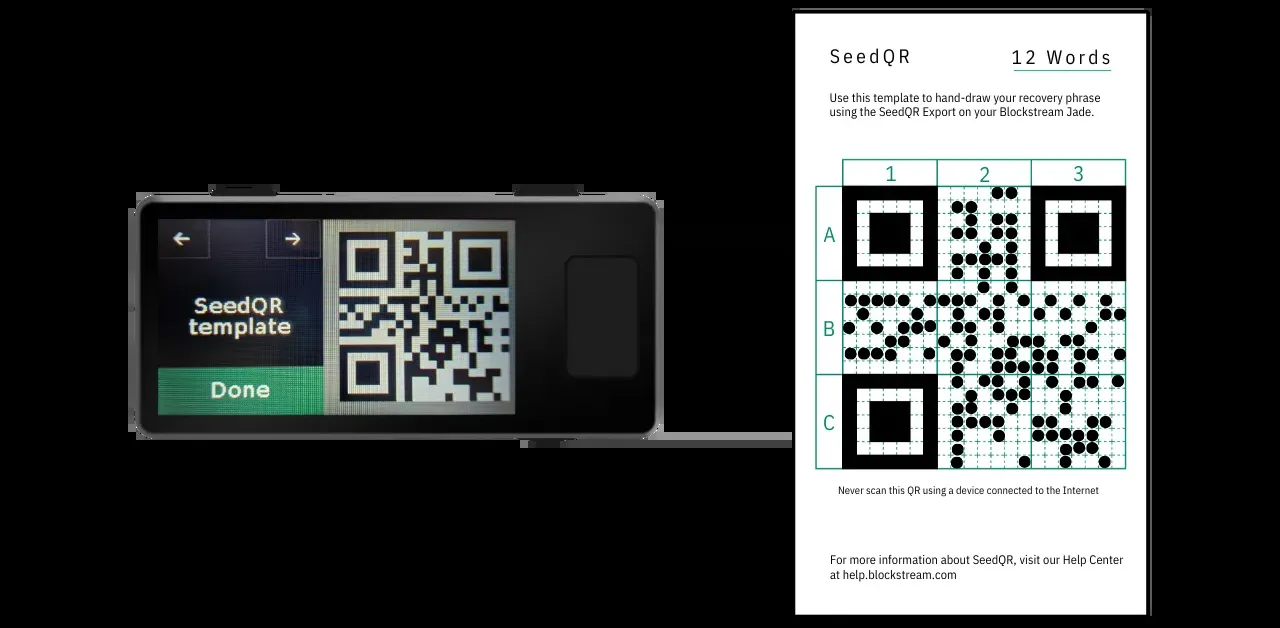 SeedQR
template
Done
SeedQR
12 Words
Use this template to hand-draw your recovery phrase
using the SeedQR Export on your Blockstream Jade.
1 2 3
A
B
C
Never scan this QR using a device connected to the Internet
For more information about SeedQR, visit our Help Center
at help.blockstream.com